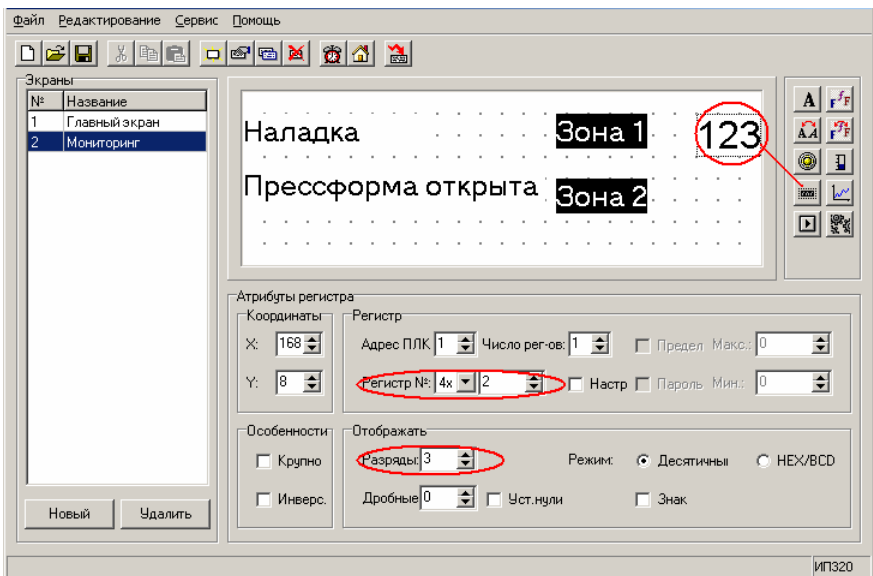 Файл Редактирование Сервис Помощь
Экраны
№ Название
1 Главный экран
2 Мониторинг
Новый Удалить
Наладка Зона 1 123
Прессформа открыта Зона 2
A F F
A A F F
Атрибуты регистра
Координаты
X: 168
Y: 8
Регистр
Адрес ПЛК 1 Число рег-ов: 1 Предел Макс.: 0
Регистр №: 4x 2 Настр Пароль Мин.: 0
Особенности
Крупно
Инверс.
Отображать
Разряды: 3 Режим: Десятичны HEX/BCD
Дробные 0 Уст.нули Знак
ИП320